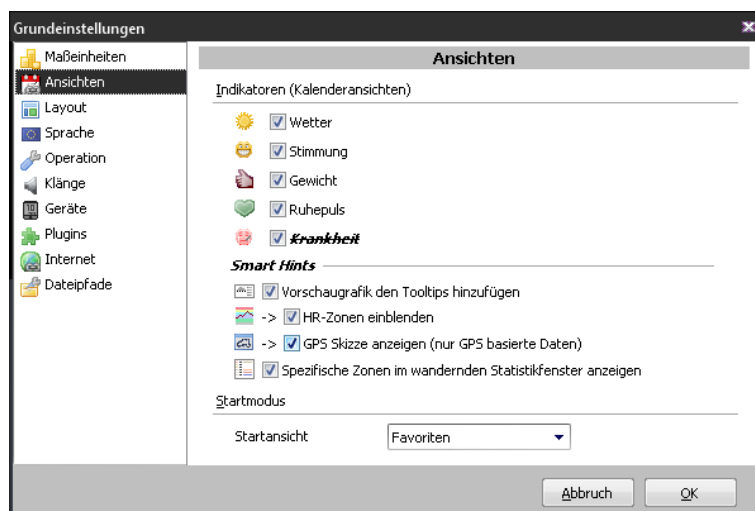 Grundeinstellungen
Maßeinheiten
Ansichten
Layout
Sprache
Operation
Klänge
Geräte
Plugins
Internet
Dateipfade
Ansichten
Indikatoren (Kalenderansichten)
Wetter
Stimmung
Gewicht
Ruhepuls
Krankheit
Smart Hints
Vorschaugrafik den Tooltips hinzufügen
-> HR-Zonen einblenden
-> GPS Skizze anzeigen (nur GPS basierte Daten)
Spezifische Zonen im wandernden Statistikfenster anzeigen
Startmodus
Startansicht Favoriten
Abbruch OK